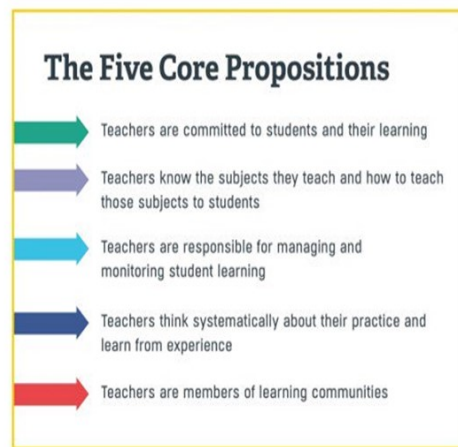 The Five Core Propositions
Teachers are committed to students and their learning
Teachers know the subjects they teach and how to teach
those subjects to students
Teachers are responsible for managing and
monitoring student learning
Teachers think systematically about their practice and
learn from experience
Teachers are members of learning communities